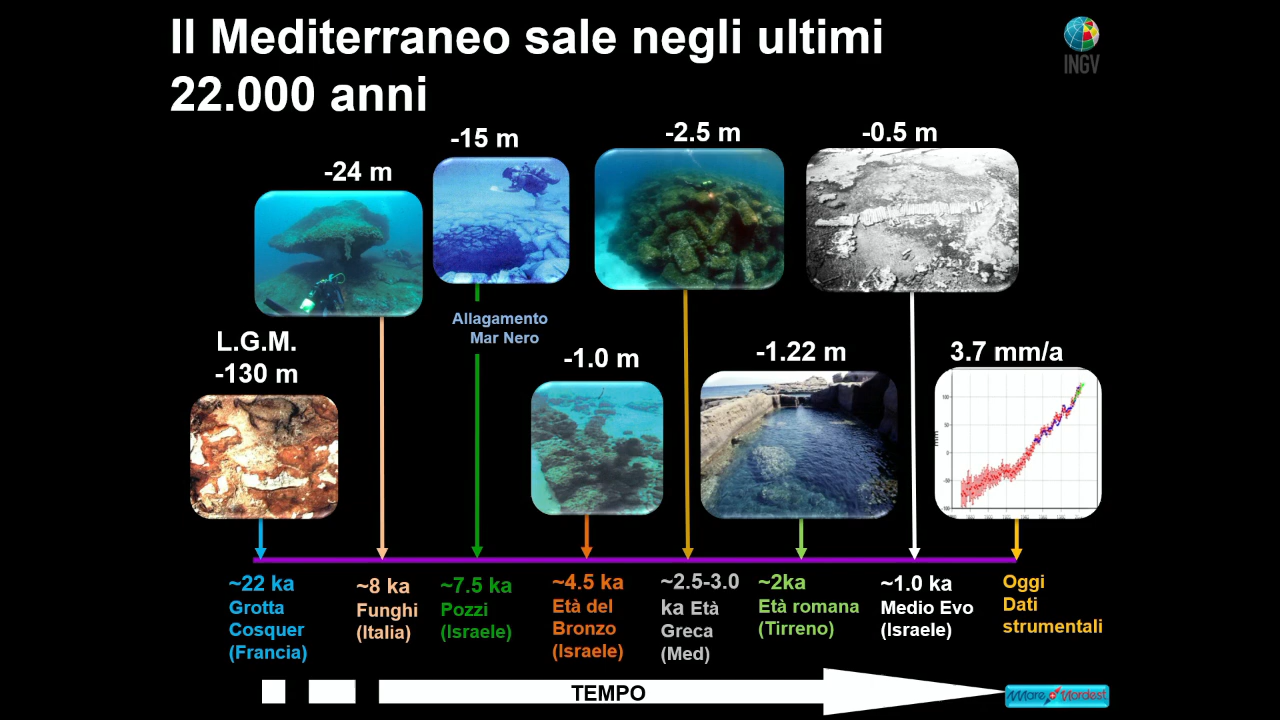 Il Mediterraneo sale negli ultimi
22.000 anni
INGV
-24 m
-15 m
-2.5 m
-0.5 m
Allagamento
Mar Nero
L.G.M.
-130 m
-1.0 m
-1.22 m
3.7 mm/a
~22 ka
Grotta
Cosquer
(Francia)
~8 ka
Funghi
(Italia)
~7.5 ka
Pozzi
(Israele)
~4.5 ka
Età del
Bronzo
(Israele)
~2.5-3.0
ka Età
Greca
(Med)
~2ka
Età romana
(Tirreno)
~1.0 ka
Medio Evo
(Israele)
Oggi
Dati
strumentali
TEMPO
Mare Nordest